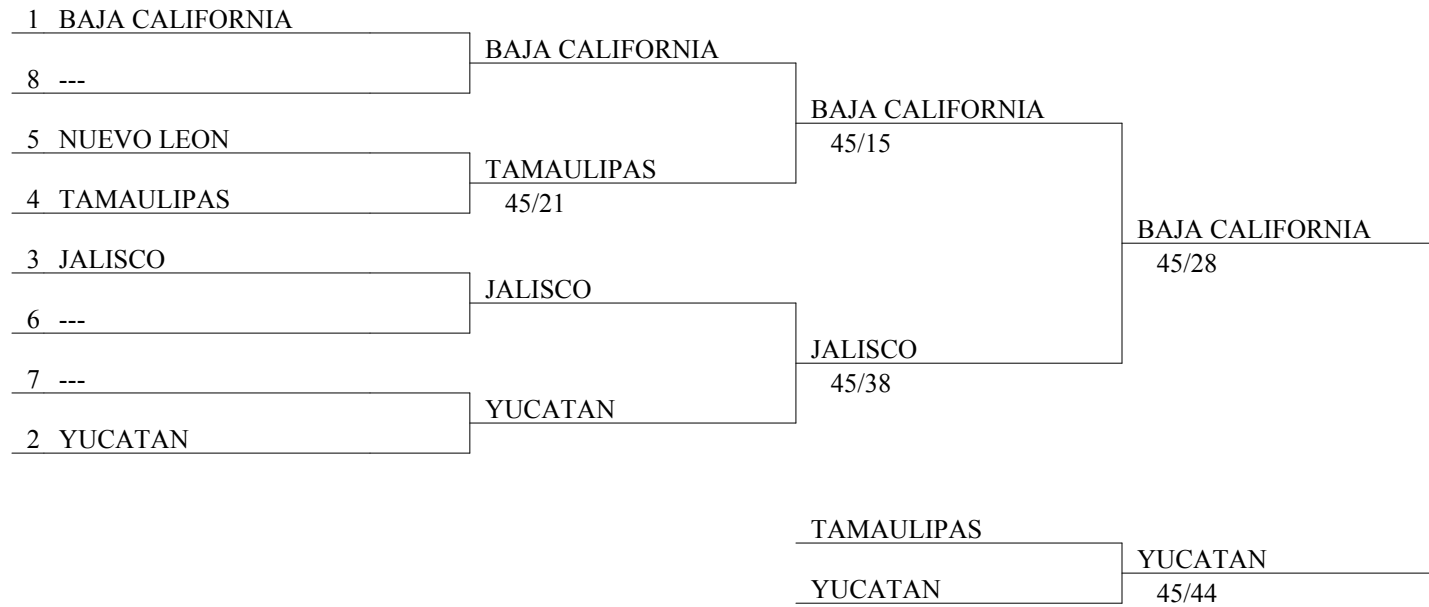 1 BAJA CALIFORNIA
BAJA CALIFORNIA
8 ---
BAJA CALIFORNIA
45/15
5 NUEVO LEON
TAMAULIPAS
45/21
4 TAMAULIPAS
BAJA CALIFORNIA
45/28
3 JALISCO
JALISCO
6 ---
JALISCO
45/38
7 ---
YUCATAN
2 YUCATAN
TAMAULIPAS
YUCATAN
45/44
YUCATAN